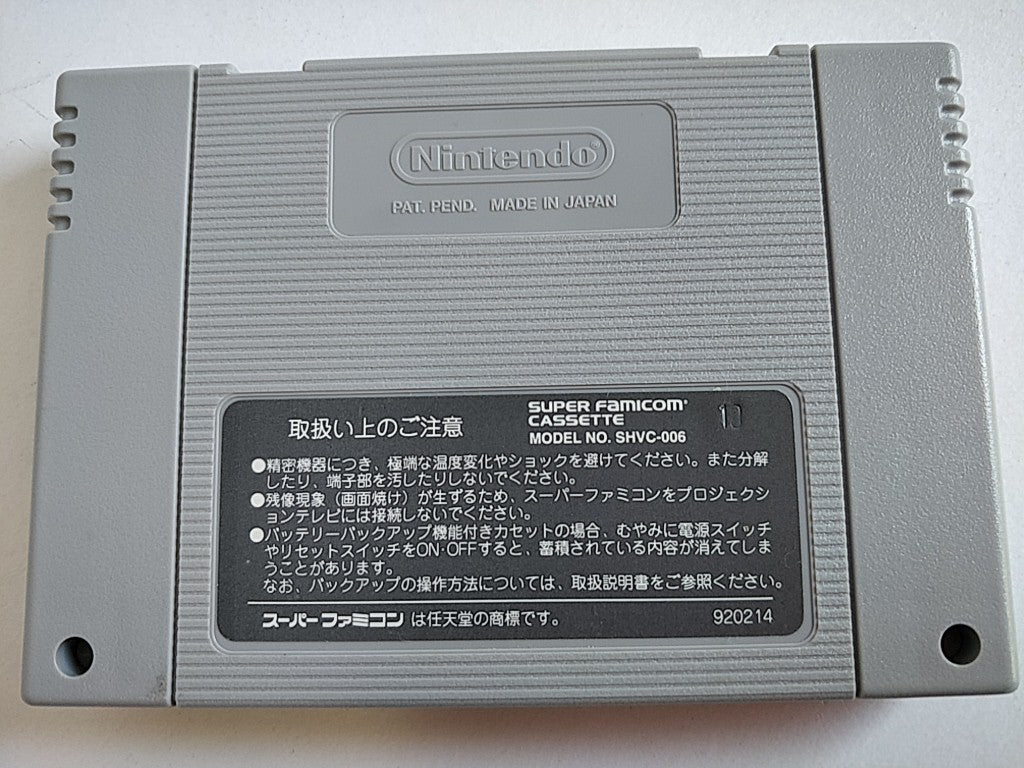 Nintendo®
PAT. PEND. MADE IN JAPAN
取扱い上のご注意
SUPER FAMICOM®
CASSETTE
MODEL NO. SHVC-006
10
●精密機器につき、極端な温度変化やショックを避けてください。また分解
したり、端子部を汚したりしないでください。
●残像現象（画面焼け）が生ずるため、スーパーファミコンをプロジェクシ
ョンテレビには接続しないでください。
●バッテリーバックアップ機能付きカセットの場合、むやみに電源スイッチ
やリセットスイッチをON·OFFすると、蓄積されている内容が消えてしま
うことがあります。
なお、バックアップの操作方法については、取扱説明書をご参照ください。
スーパーファミコン は任天堂の商標です。
920214